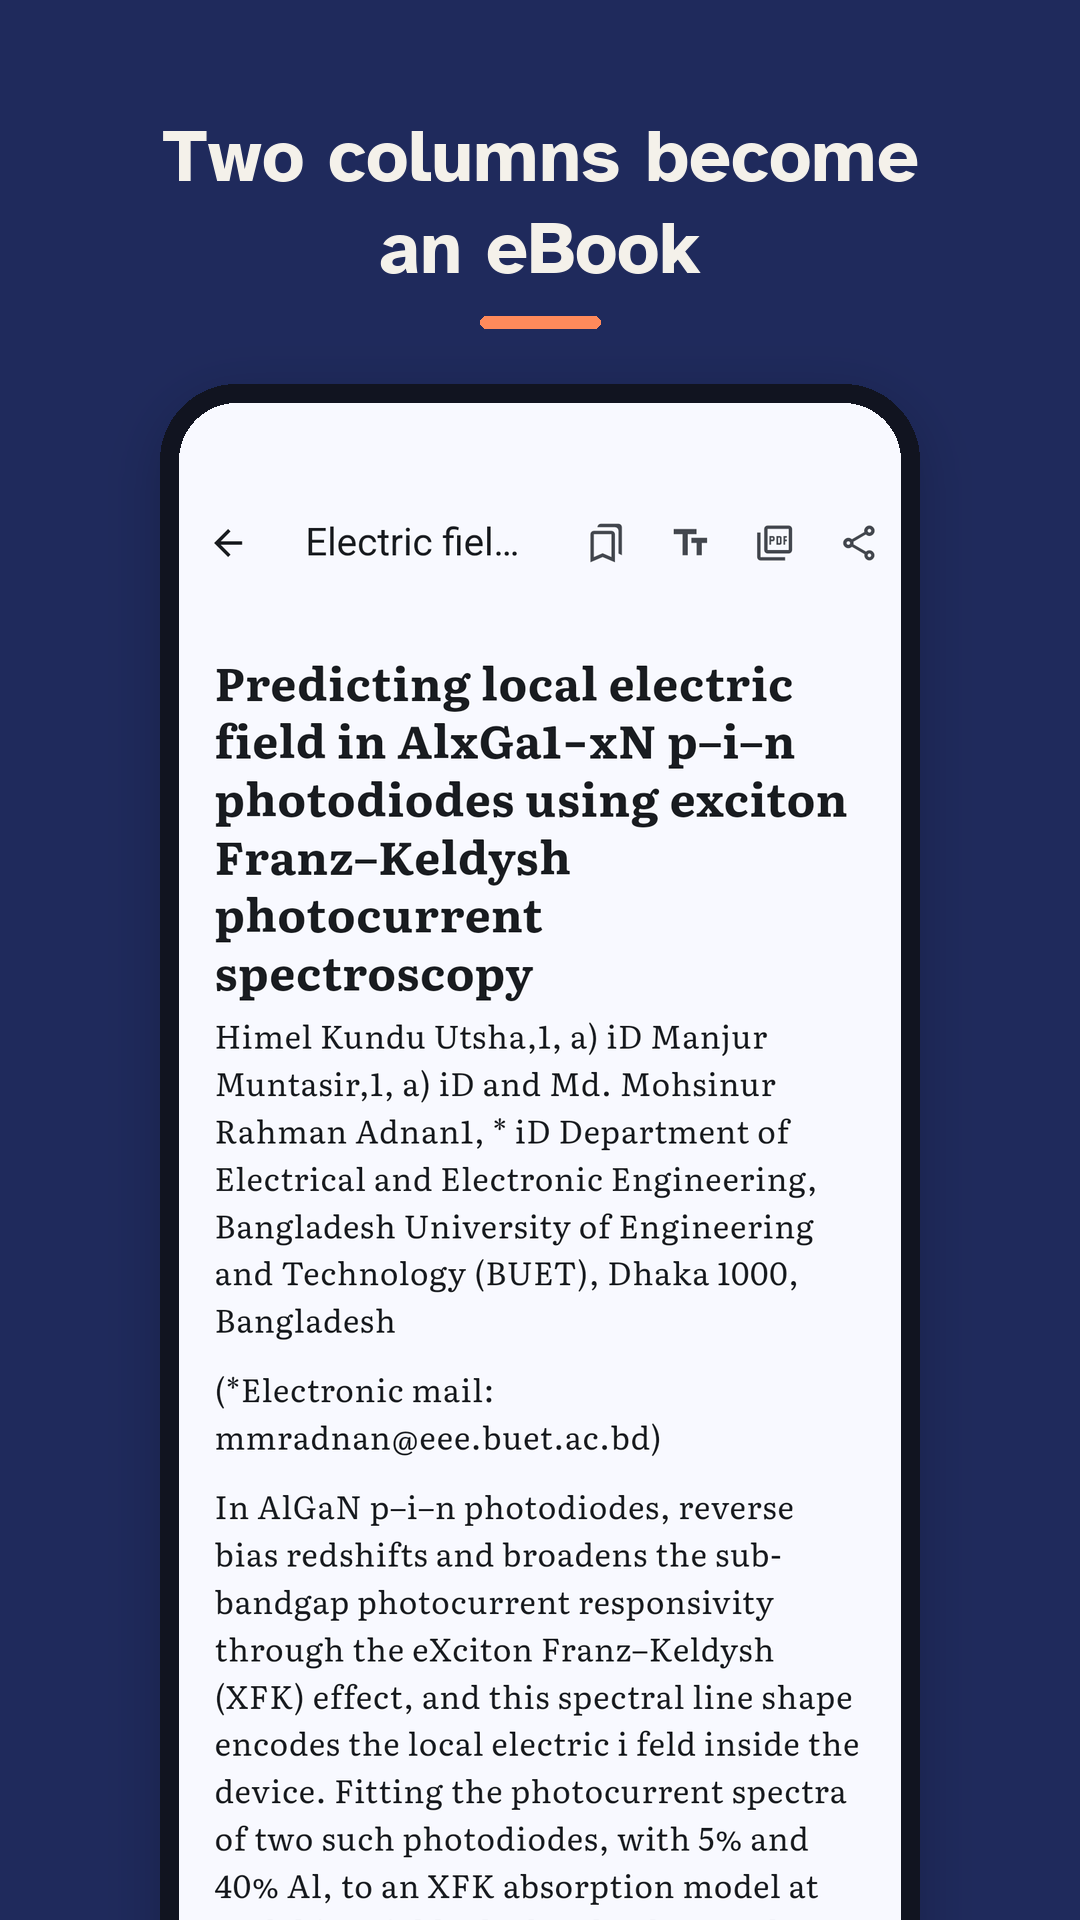 Two columns become
an eBook
Electric fiel...
PDF
Predicting local electric
field in AlxGa1−xN p–i–n
photodiodes using exciton
Franz–Keldysh
photocurrent
spectroscopy
Himel Kundu Utsha,1, a) iD Manjur
Muntasir,1, a) iD and Md. Mohsinur
Rahman Adnan1, * iD Department of
Electrical and Electronic Engineering,
Bangladesh University of Engineering
and Technology (BUET), Dhaka 1000,
Bangladesh
(*Electronic mail:
mmradnan@eee.buet.ac.bd)
In AlGaN p–i–n photodiodes, reverse
bias redshifts and broadens the sub-
bandgap photocurrent responsivity
through the eXciton Franz–Keldysh
(XFK) effect, and this spectral line shape
encodes the local electric i feld inside the
device. Fitting the photocurrent spectra
of two such photodiodes, with 5% and
40% Al, to an XFK absorption model at